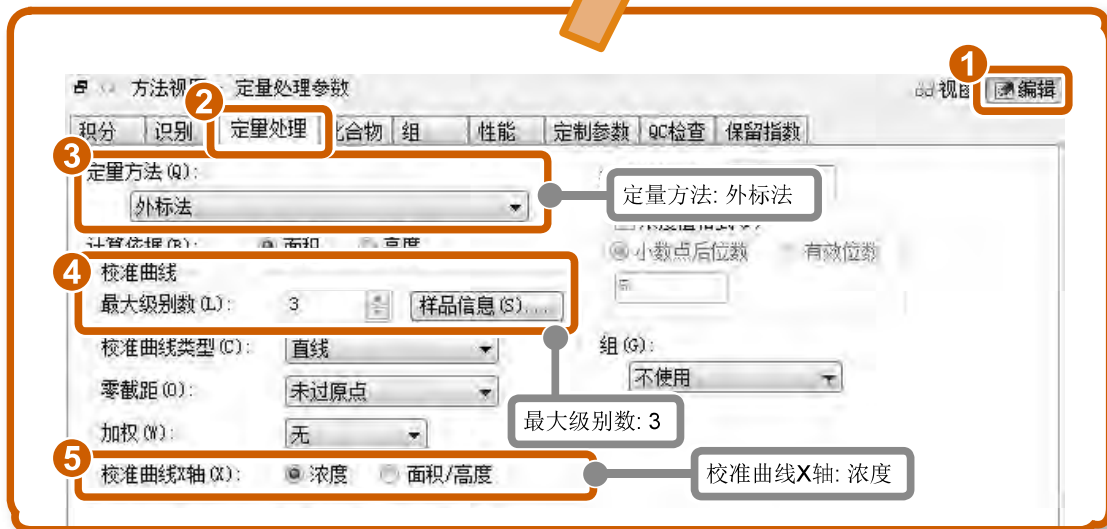 1
方法视图 定量处理参数 视图 编辑
2
积分 识别 定量处理 化合物 组 性能 定制参数 QC检查 保留指数
3
定量方法(Q):
外标法
定量方法: 外标法
计算依据(B): 面积 高度
小数点后位数 有效位数
4
校准曲线
最大级别数(L): 3 样品信息(S)....
校准曲线类型(C): 直线
组(G):
不使用
零截距(O): 未过原点
最大级别数: 3
加权(W): 无
5
校准曲线X轴(X): 浓度 面积/高度
校准曲线X轴: 浓度